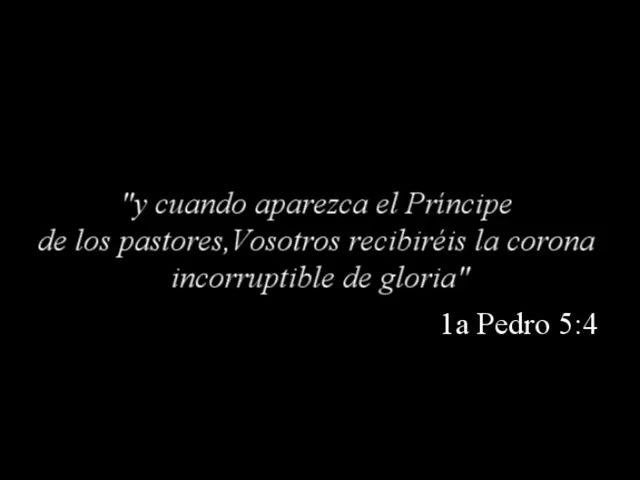 "y cuando aparezca el Príncipe
de los pastores,Vosotros recibiréis la corona
incorruptible de gloria"
1a Pedro 5:4